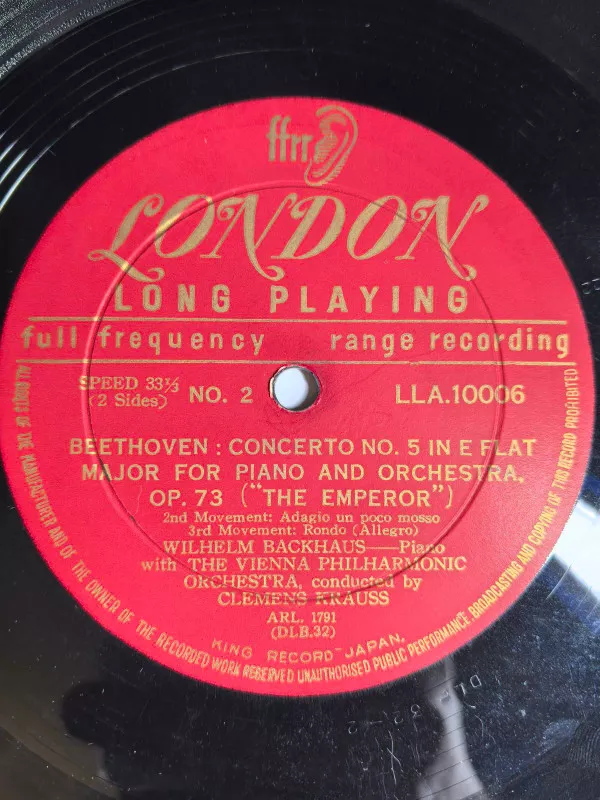 ffrr
LONDON
LONG PLAYING
full frequency range recording
SPEED 33⅓
(2 Sides)
NO. 2
LLA.10006
BEETHOVEN : CONCERTO NO. 5 IN E FLAT
MAJOR FOR PIANO AND ORCHESTRA,
OP. 73 ("THE EMPEROR")
2nd Movement: Adagio un poco mosso
3rd Movement: Rondo (Allegro)
WILHELM BACKHAUS—Piano
with THE VIENNA PHILHARMONIC
ORCHESTRA, conducted by
CLEMENS KRAUSS
ARL. 1791
(DLB.32)
KING RECORD-JAPAN.
ALL RIGHTS OF THE MANUFACTURER AND OF THE OWNER OF THE RECORDED WORK RESERVED UNAUTHORISED PUBLIC PERFORMANCE BROADCASTING AND COPYING OF THIS RECORD PROHIBITED